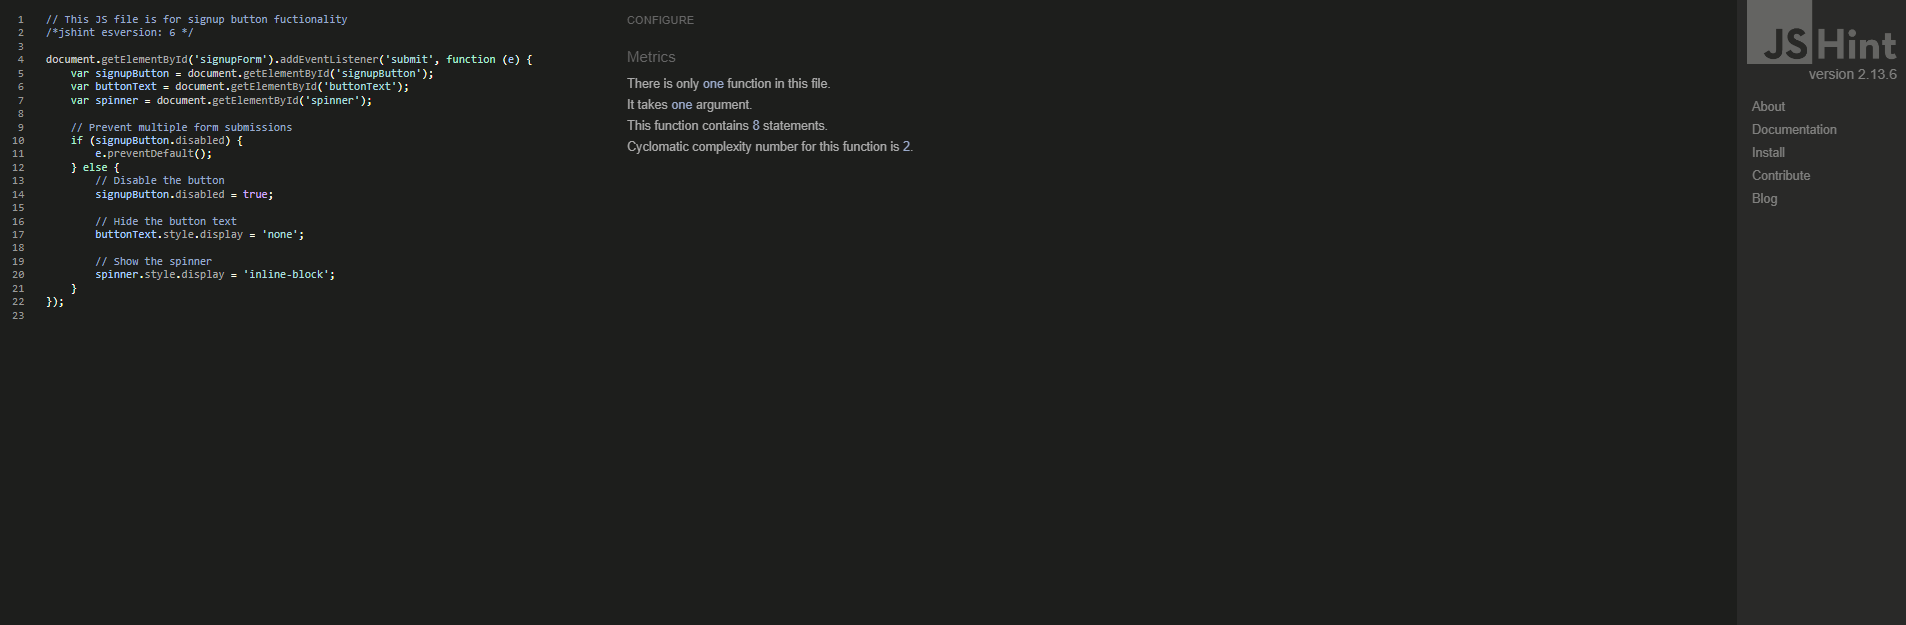 1 // This JS file is for signup button fuctionality
2 /*jshint esversion: 6 */
3
4 document.getElementById('signupForm').addEventListener('submit', function (e) {
5 var signupButton = document.getElementById('signupButton');
6 var buttonText = document.getElementById('buttonText');
7 var spinner = document.getElementById('spinner');
8
9 // Prevent multiple form submissions
10 if (signupButton.disabled) {
11 e.preventDefault();
12 } else {
13 // Disable the button
14 signupButton.disabled = true;
15
16 // Hide the button text
17 buttonText.style.display = 'none';
18
19 // Show the spinner
20 spinner.style.display = 'inline-block';
21 }
22 });
23
CONFIGURE
Metrics
There is only one function in this file.
It takes one argument.
This function contains 8 statements.
Cyclomatic complexity number for this function is 2.
JSHint
version 2.13.6
About
Documentation
Install
Contribute
Blog